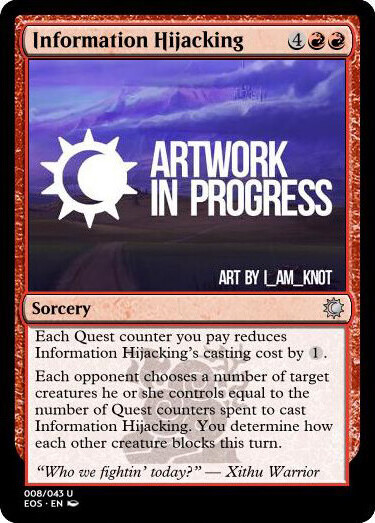 Information Hijacking 4
ARTWORK
IN PROGRESS
ART BY I_AM_KNOT
Sorcery
Each Quest counter you pay reduces
Information Hijacking's casting cost by 1 .
Each opponent chooses a number of target
creatures he or she controls equal to the
number of Quest counters spent to cast
Information Hijacking. You determine how
each other creature blocks this turn.
“Who we fightin’ today?” — Xithu Warrior
008/043 U
EOS · EN